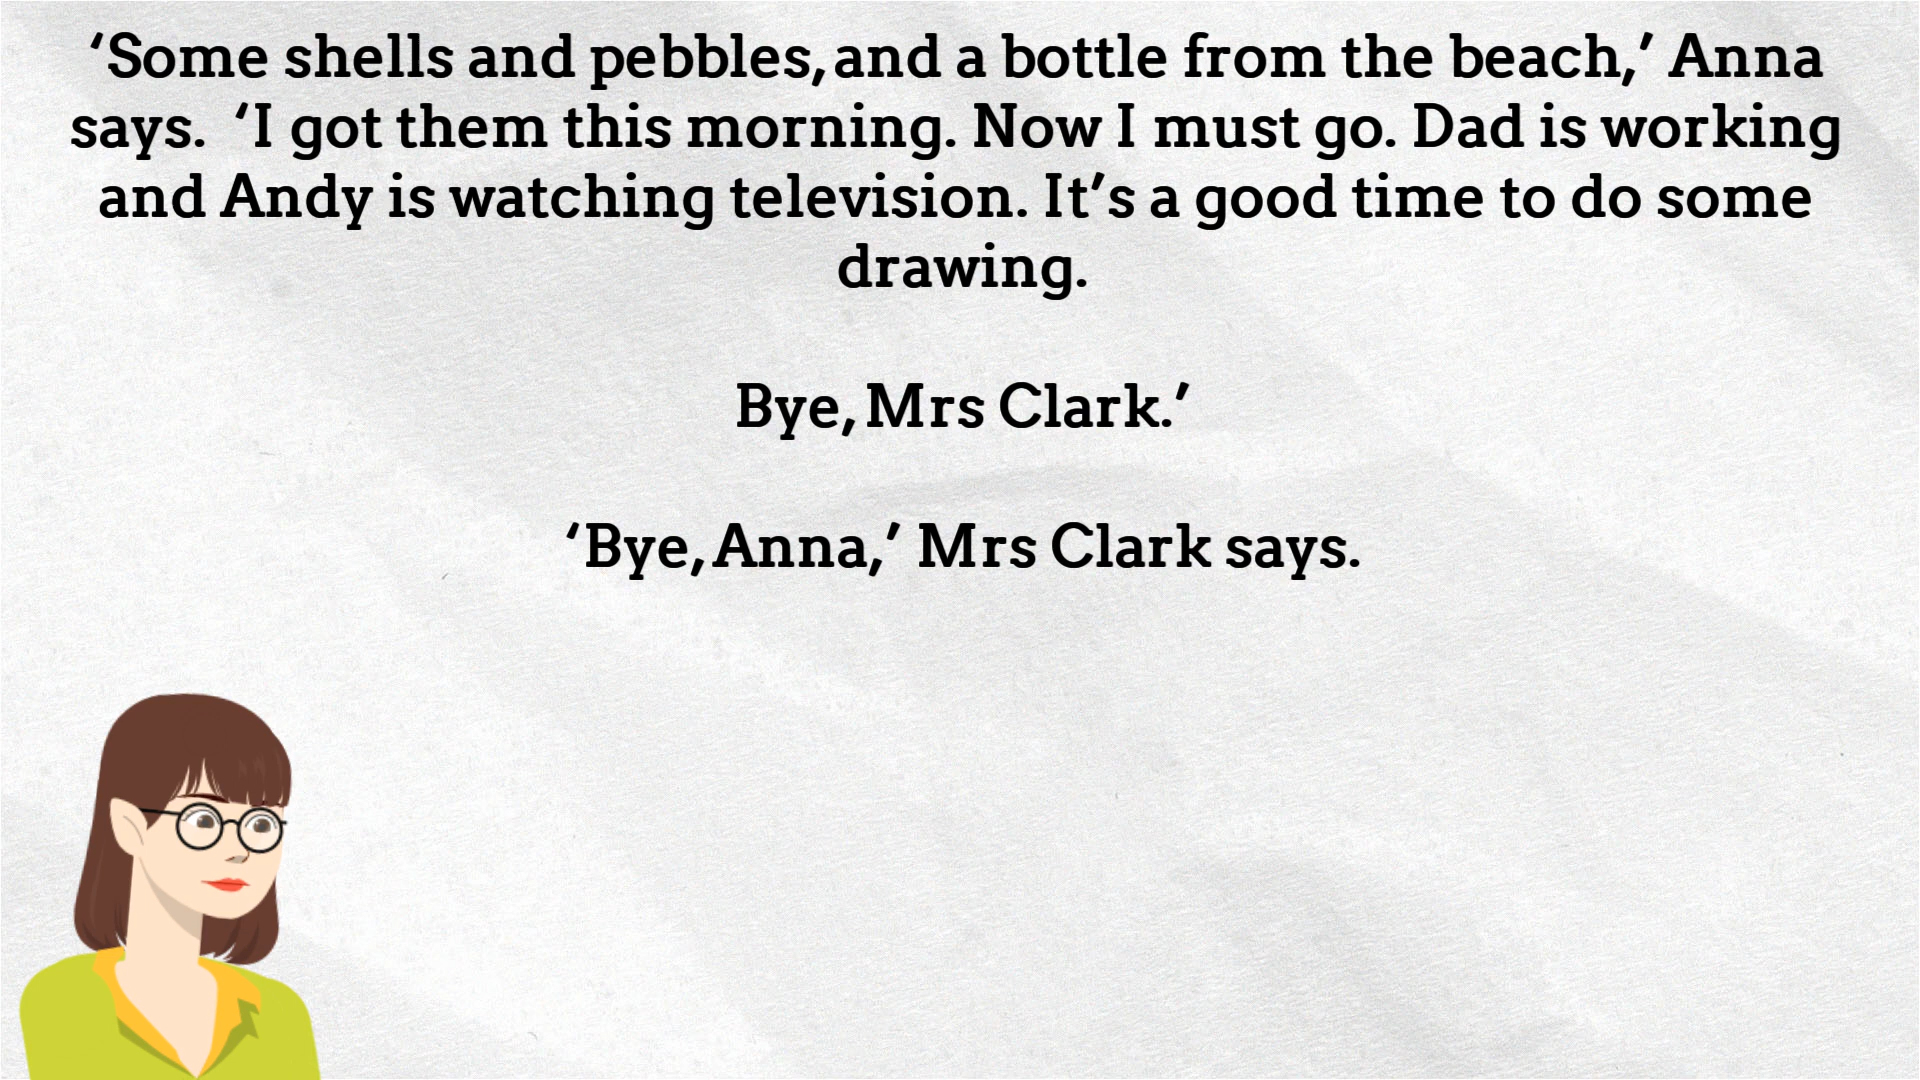 ‘Some shells and pebbles, and a bottle from the beach,’ Anna
says.  ‘I got them this morning. Now I must go. Dad is working
and Andy is watching television. It’s a good time to do some
drawing.
Bye, Mrs Clark.’
‘Bye, Anna,’ Mrs Clark says.